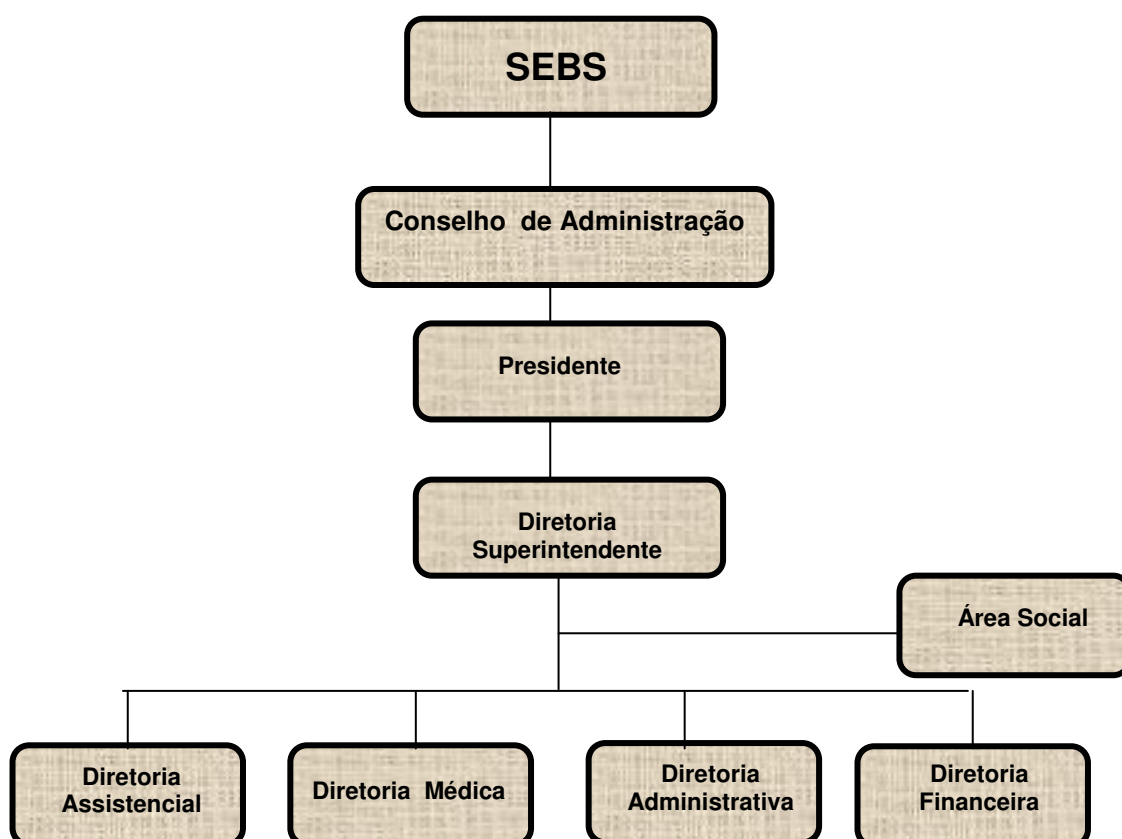 SEBS
Conselho de Administração
Presidente
Diretoria
Superintendente
Área Social
Diretoria
Assistencial
Diretoria Médica
Diretoria
Administrativa
Diretoria
Financeira